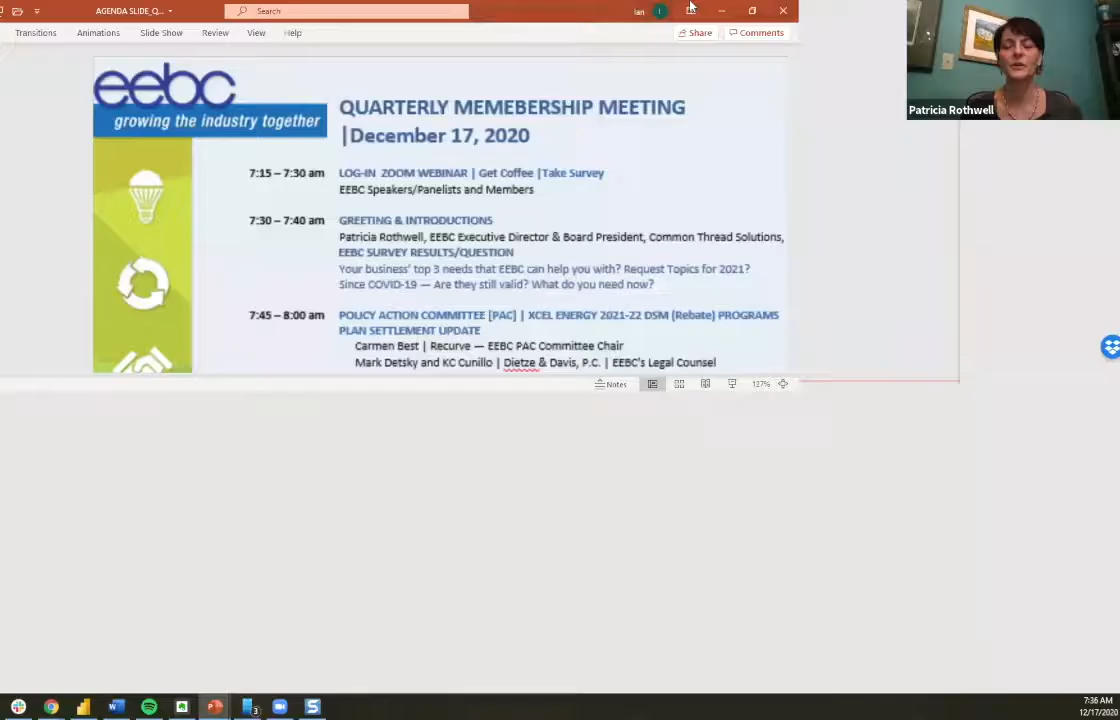 AGENDA SLIDE_Q...
Search
Ian
I
Transitions
Animations
Slide Show
Review
View
Help
Share
Comments
Patricia Rothwell
eebc
growing the industry together
QUARTERLY MEMEBERSHIP MEETING
|December 17, 2020
7:15 – 7:30 am
LOG-IN ZOOM WEBINAR | Get Coffee |Take Survey
EEBC Speakers/Panelists and Members
7:30 – 7:40 am
GREETING & INTRODUCTIONS
Patricia Rothwell, EEBC Executive Director & Board President, Common Thread Solutions,
EEBC SURVEY RESULTS/QUESTION
Your business' top 3 needs that EEBC can help you with? Request Topics for 2021?
Since COVID-19 — Are they still valid? What do you need now?
7:45 – 8:00 am
POLICY ACTION COMMITTEE [PAC] | XCEL ENERGY 2021-22 DSM (Rebate) PROGRAMS
PLAN SETTLEMENT UPDATE
Carmen Best | Recurve — EEBC PAC Committee Chair
Mark Detsky and KC Cunillo | Dietze & Davis, P.C. | EEBC's Legal Counsel
Notes
127%
3
7:36 AM
12/17/2020